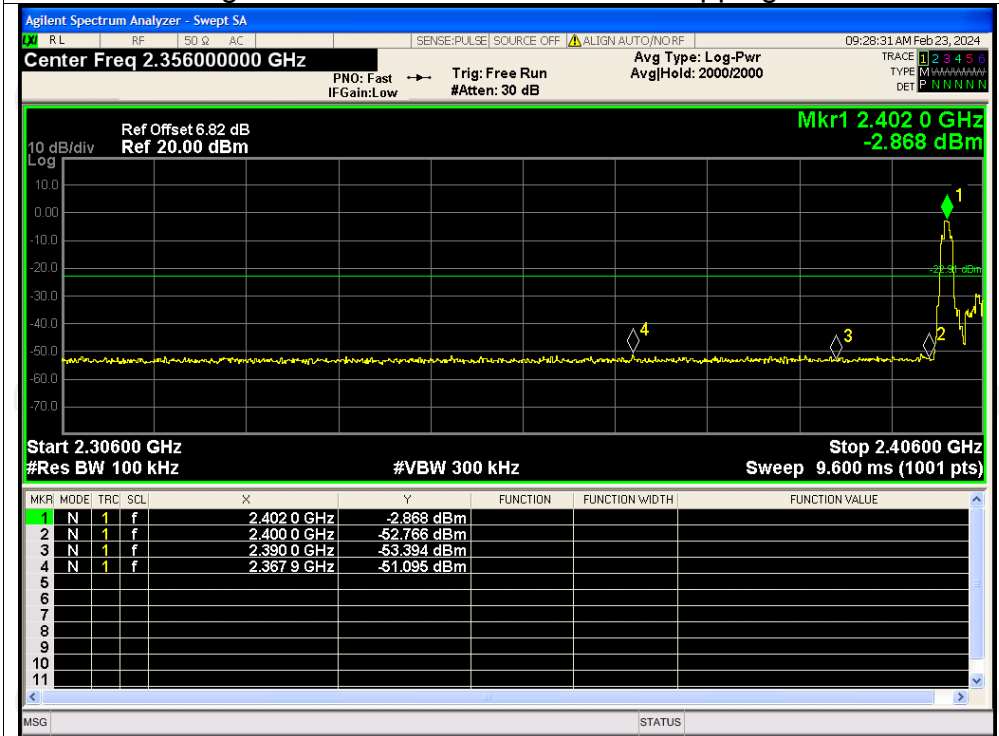 pping
Agilent Spectrum Analyzer - Swept SA
LXI RL RF 50 Ω AC SENSE:PULSE SOURCE OFF ALIGN AUTO/NORF 09:28:31 AM Feb 23, 2024
Center Freq 2.356000000 GHz
PNO: Fast
IFGain:Low
Trig: Free Run
#Atten: 30 dB
Avg Type: Log-Pwr
Avg|Hold: 2000/2000
TRACE 1 2 3 4 5 6
TYPE M
DET P N N N N N
Mkr1 2.402 0 GHz
-2.868 dBm
Ref Offset 6.82 dB
10 dB/div Ref 20.00 dBm
Log
10.0
0.00
-10.0
-20.0
-30.0
-40.0
-50.0
-60.0
-70.0
1
dBm
4
3
2
Start 2.30600 GHz Stop 2.40600 GHz
#Res BW 100 kHz #VBW 300 kHz Sweep 9.600 ms (1001 pts)
MKR MODE TRC SCL X Y FUNCTION FUNCTION WIDTH FUNCTION VALUE
1 N 1 f 2.402 0 GHz -2.868 dBm
2 N 1 f 2.400 0 GHz -52.766 dBm
3 N 1 f 2.390 0 GHz -53.394 dBm
4 N 1 f 2.367 9 GHz -51.095 dBm
5
6
7
8
9
10
11
MSG STATUS